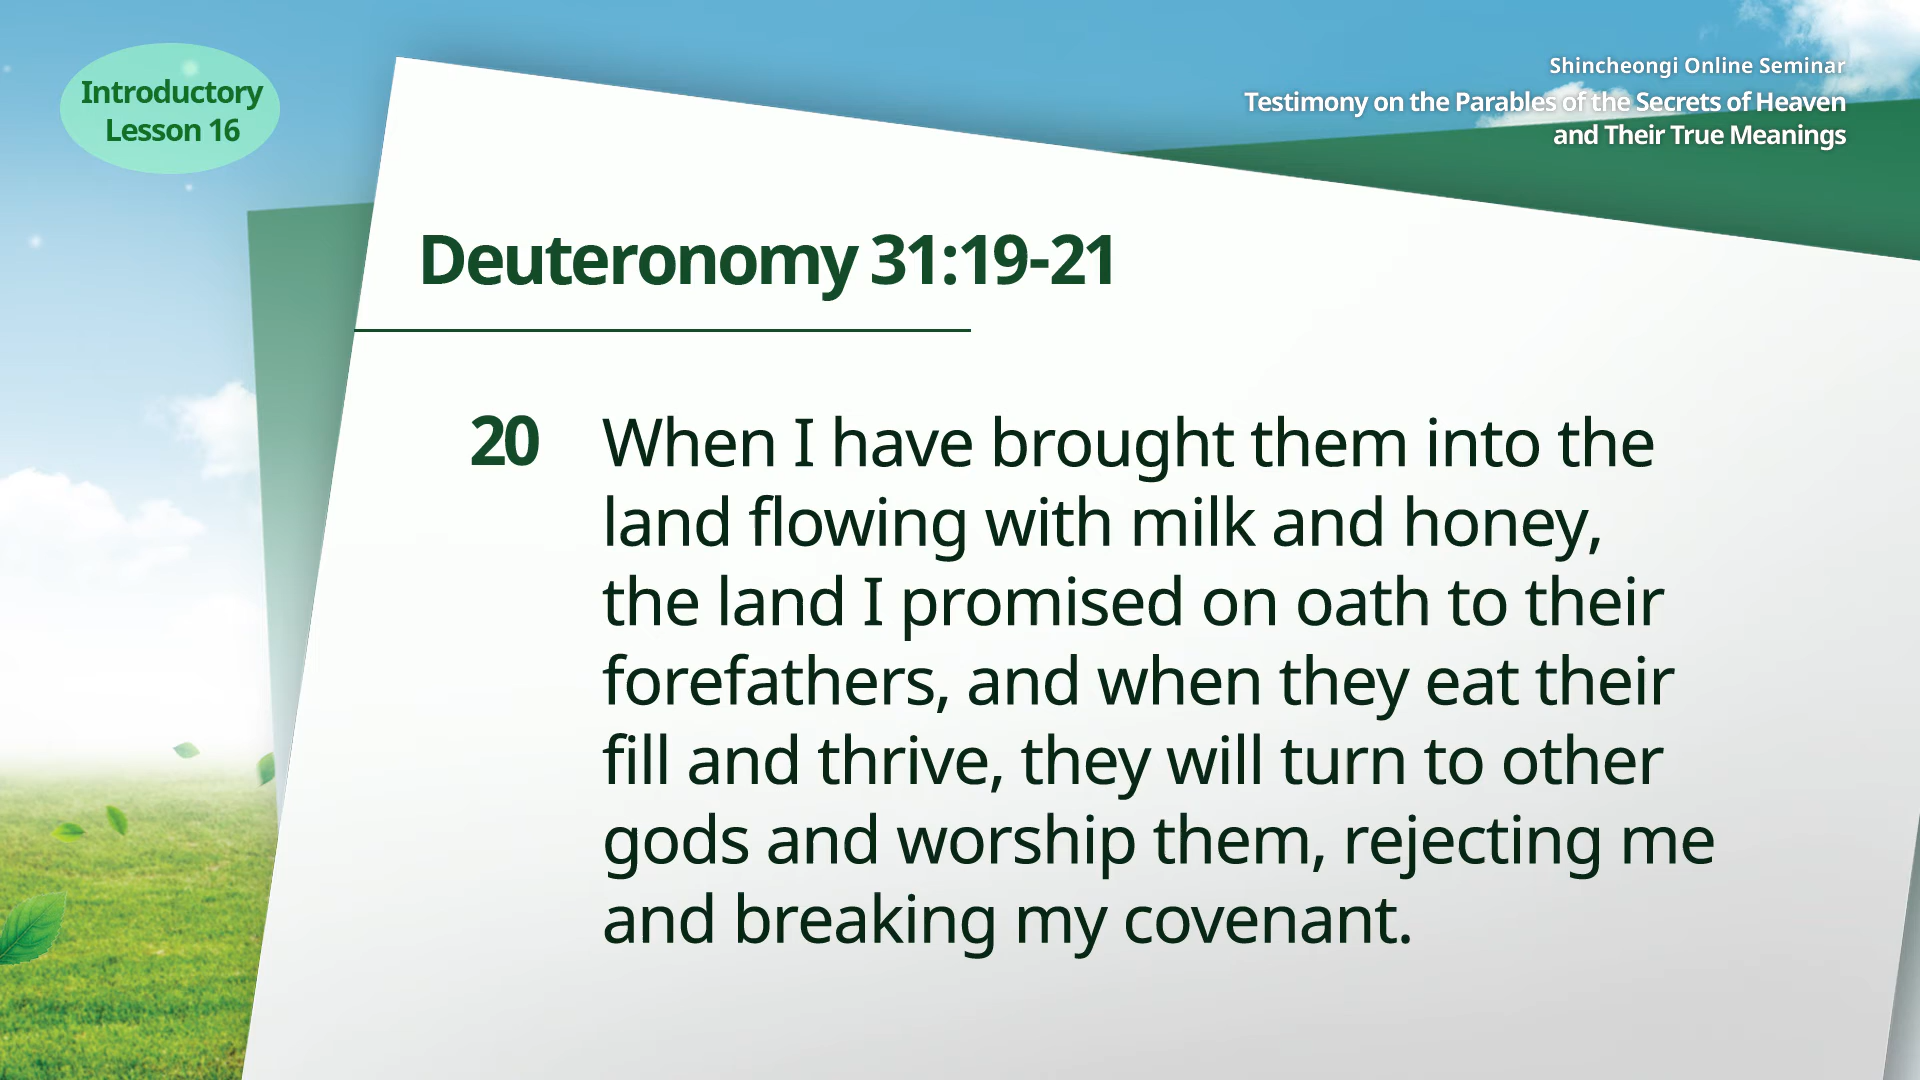 Introductory
Lesson 16
Shincheongi Online Seminar
Testimony on the Parables of the Secrets of Heaven
and Their True Meanings
Deuteronomy 31:19-21
20 When I have brought them into the
land flowing with milk and honey,
the land I promised on oath to their
forefathers, and when they eat their
fill and thrive, they will turn to other
gods and worship them, rejecting me
and breaking my covenant.